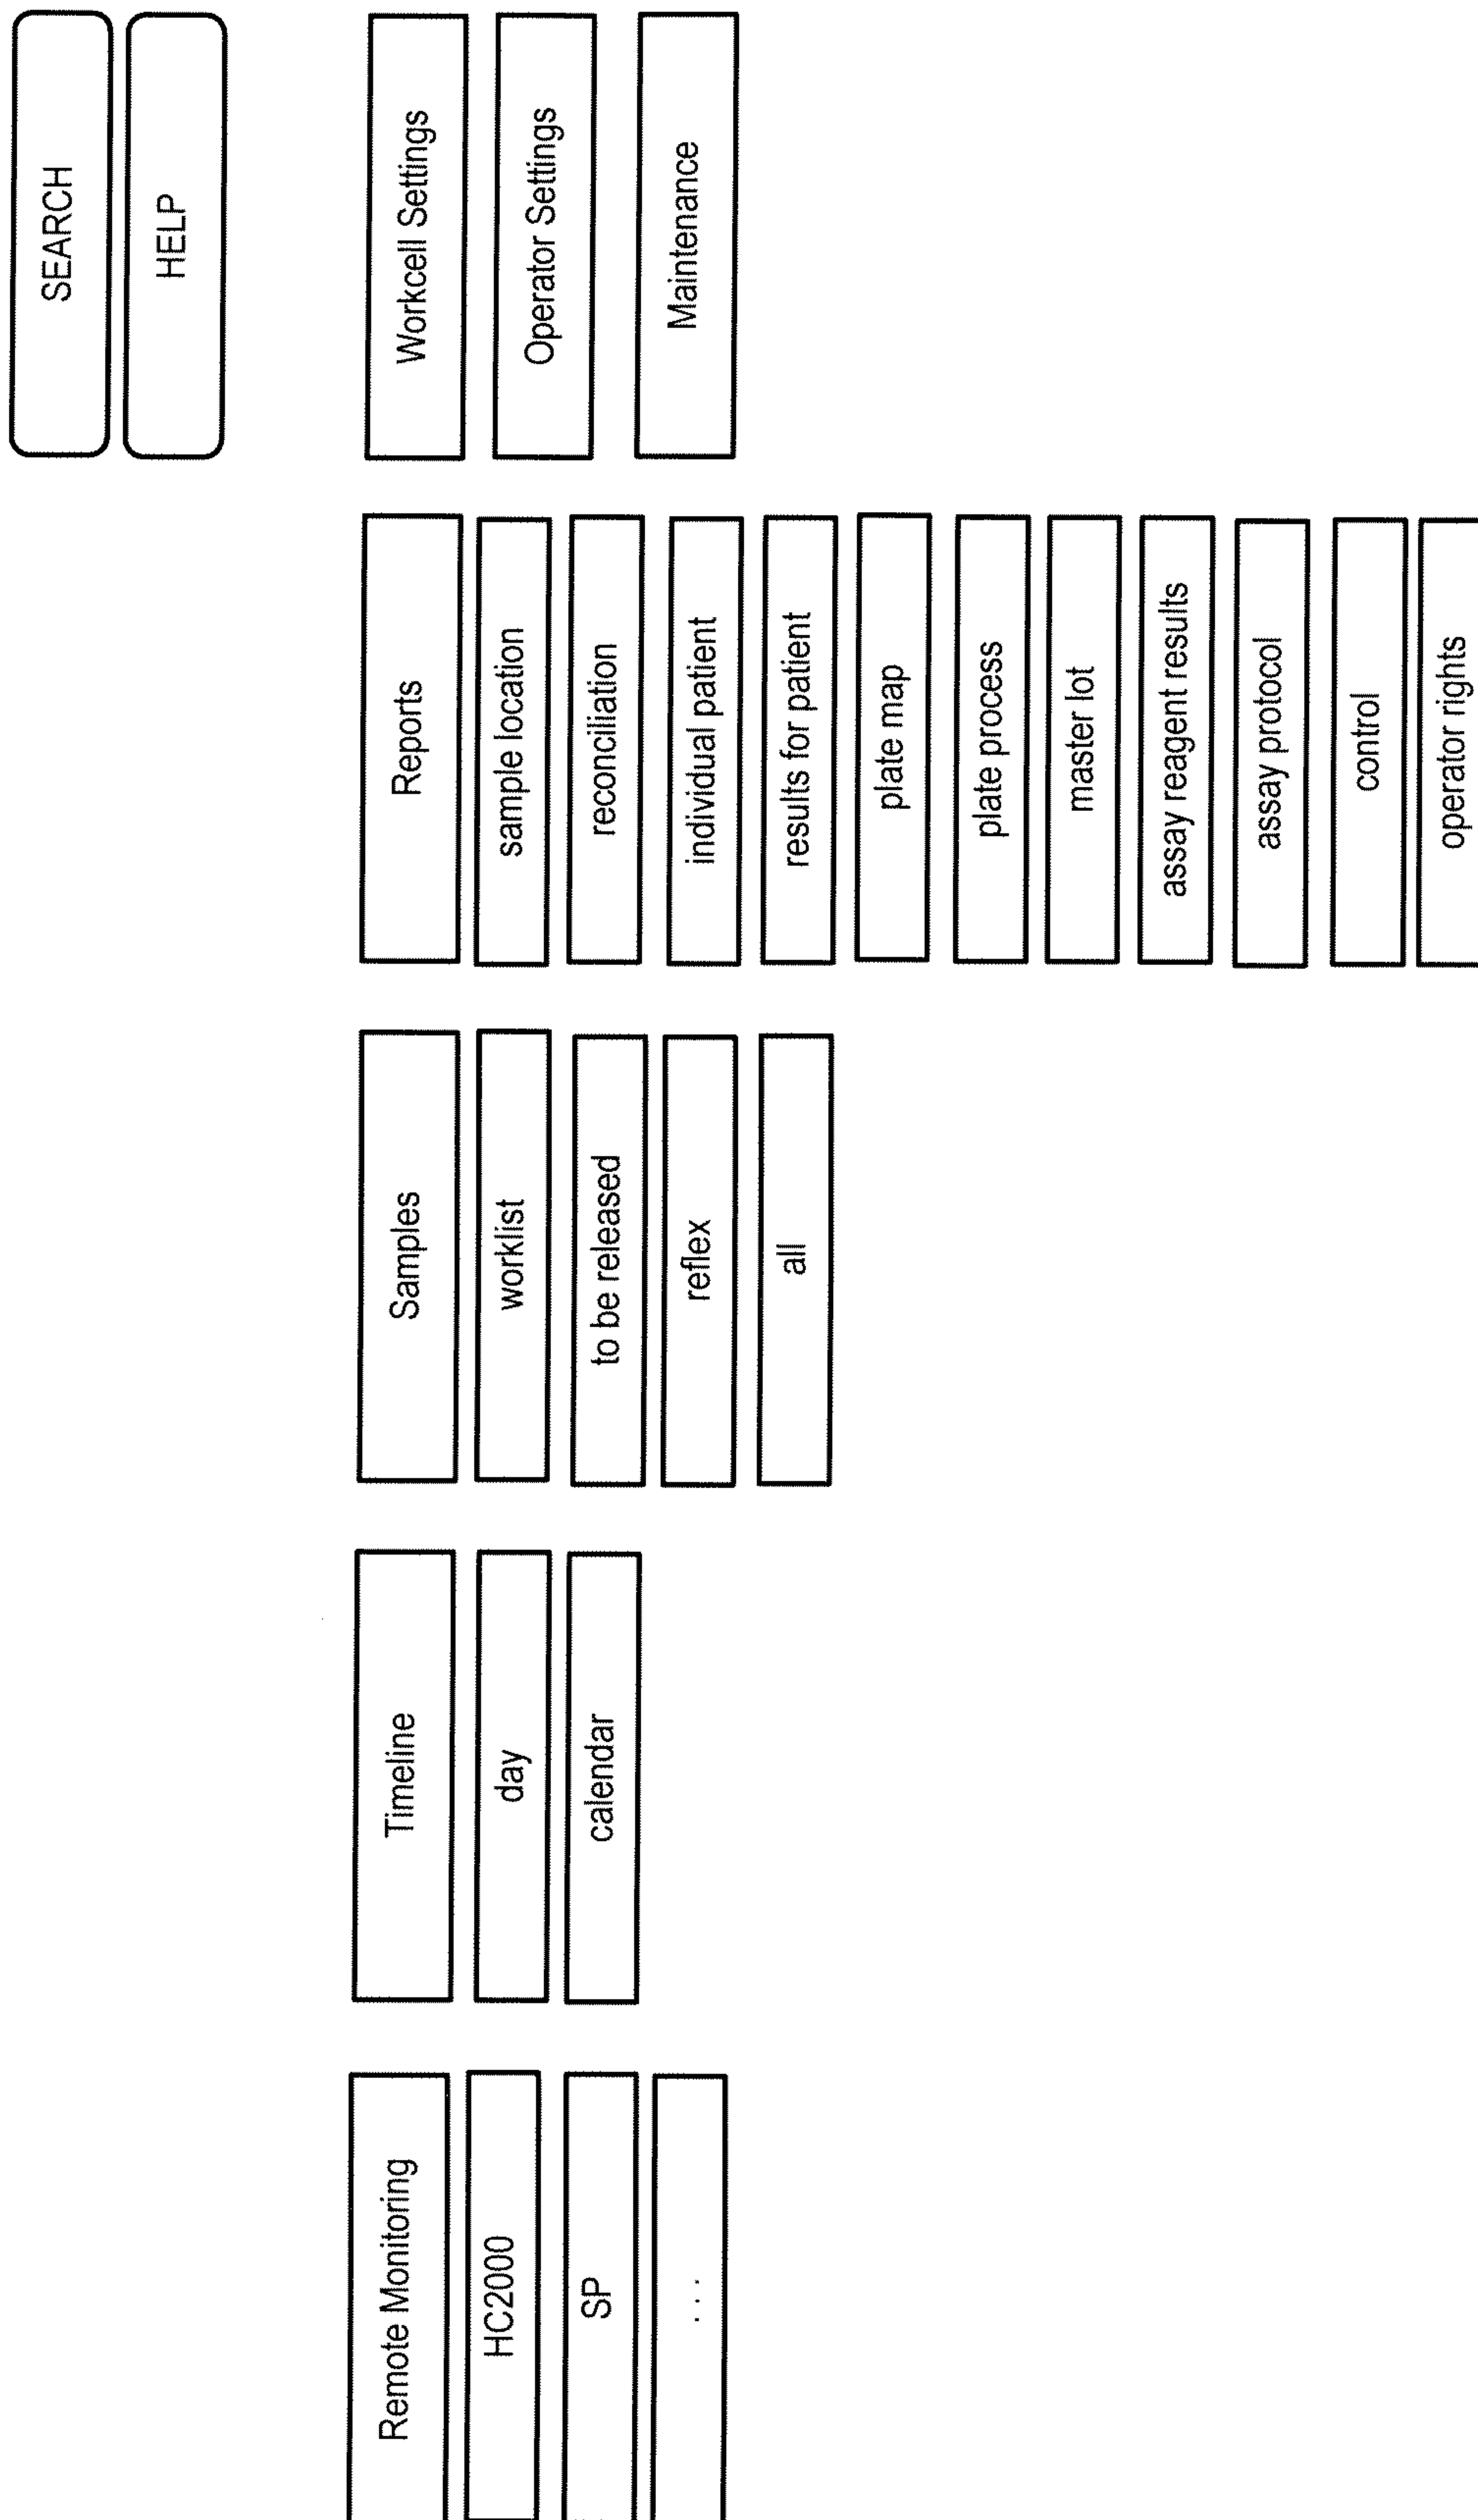 SEARCH
HELP
Remote Monitoring
HC2000
SP
. . .
Timeline
day
calendar
Samples
worklist
to be released
reflex
all
Reports
sample location
reconciliation
individual patient
results for patient
plate map
plate process
master lot
assay reagent results
assay protocol
control
operator rights
Workcell Settings
Operator Settings
Maintenance